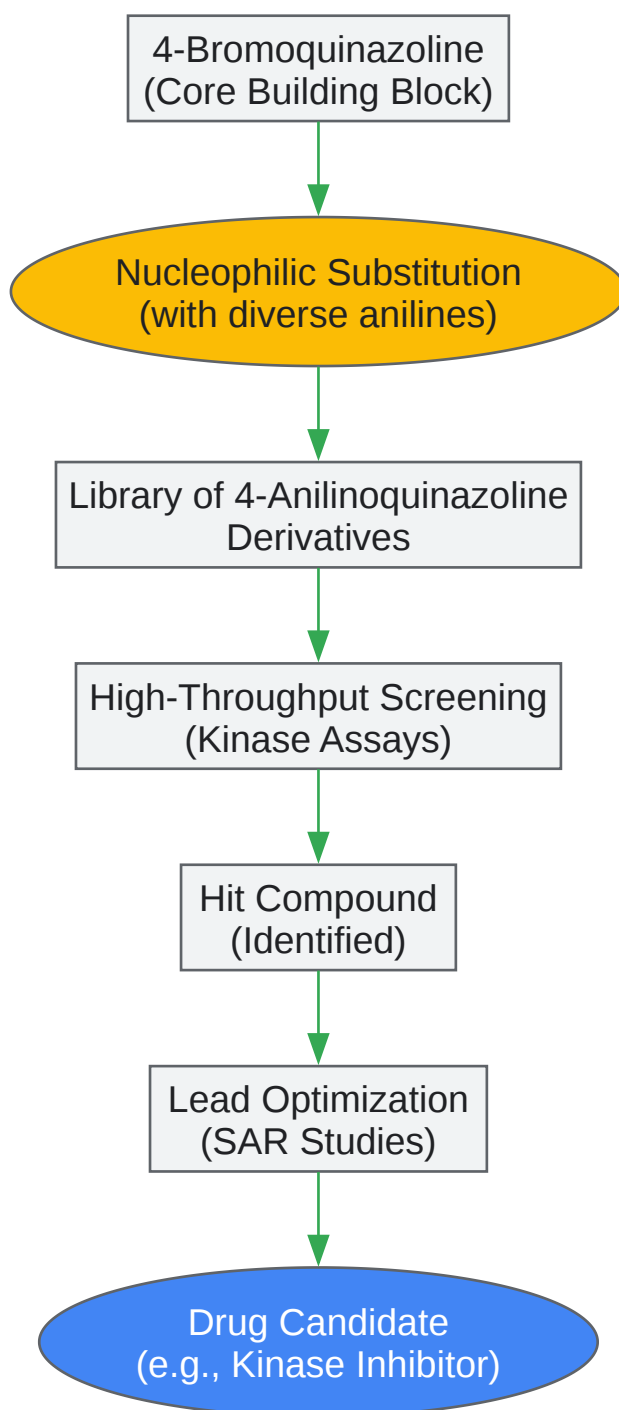 4-Bromoquinazoline
(Core Building Block)
Nucleophilic Substitution
(with diverse anilines)
Library of 4-Anilinoquinazoline
Derivatives
High-Throughput Screening
(Kinase Assays)
Hit Compound
(Identified)
Lead Optimization
(SAR Studies)
Drug Candidate
(e.g., Kinase Inhibitor)